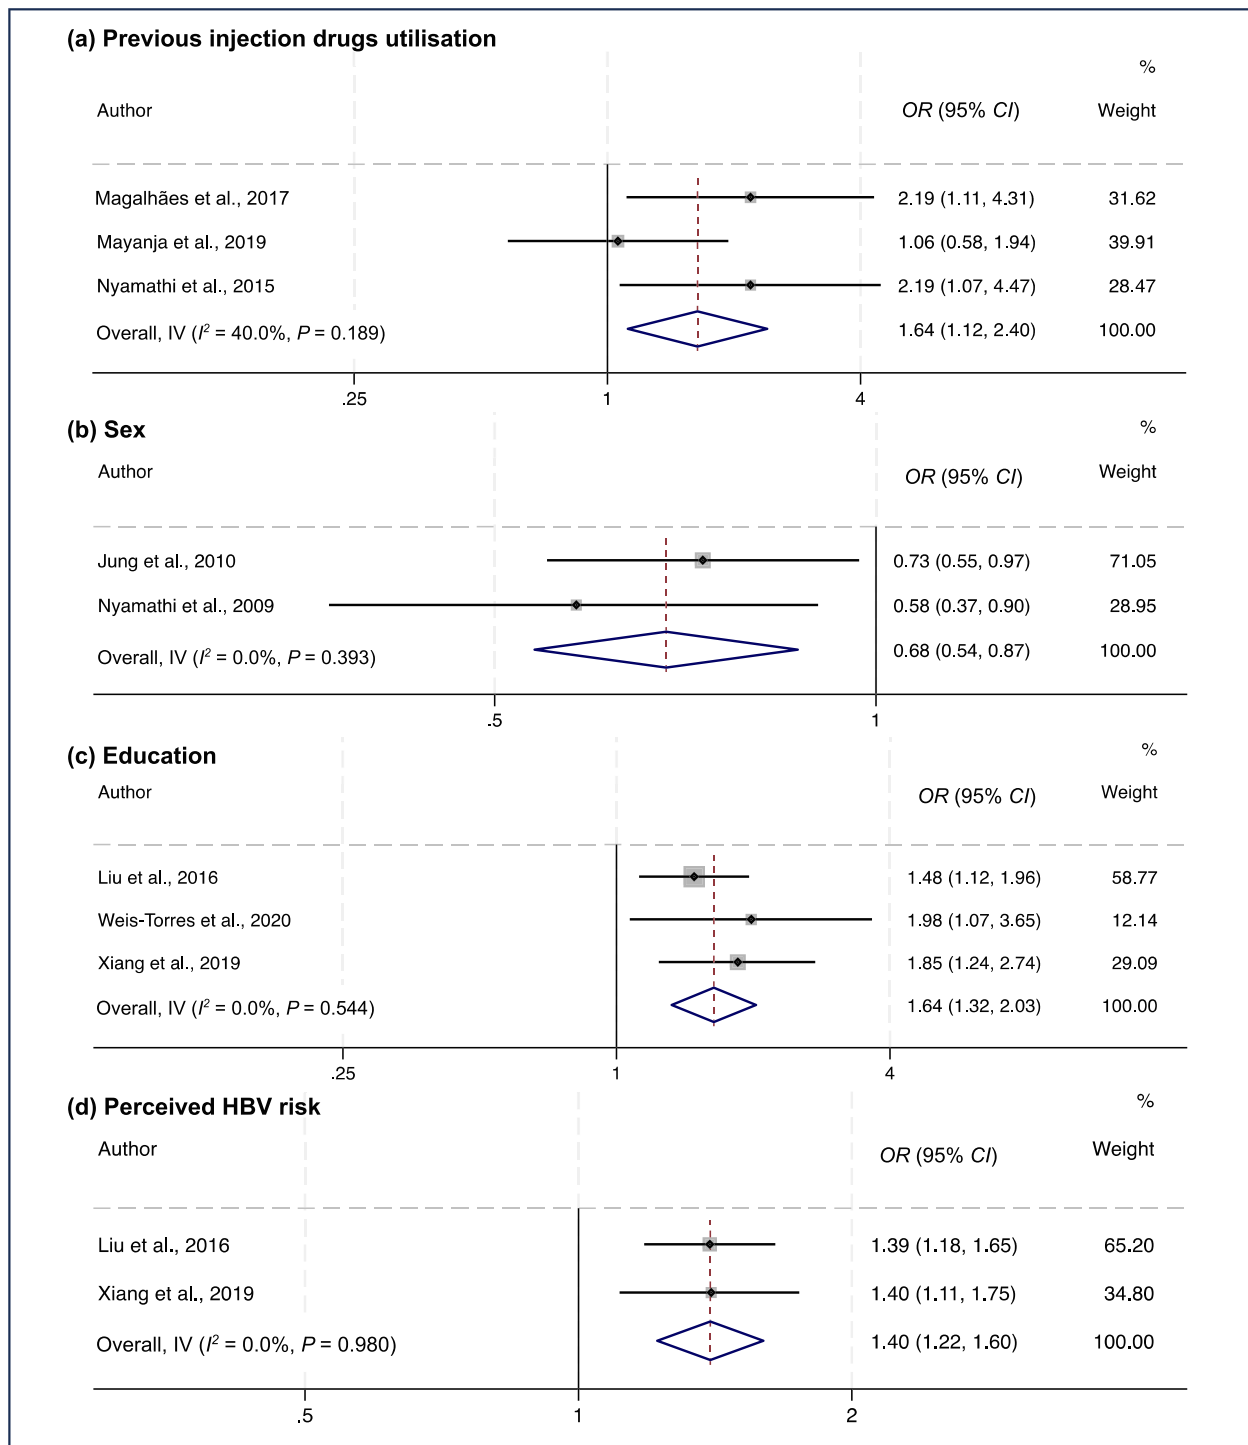 (a) Previous injection drugs utilisation
%
Author OR (95% CI) Weight
Magalhães et al., 2017 2.19 (1.11, 4.31) 31.62
Mayanja et al., 2019 1.06 (0.58, 1.94) 39.91
Nyamathi et al., 2015 2.19 (1.07, 4.47) 28.47
Overall, IV (I² = 40.0%, P = 0.189) 1.64 (1.12, 2.40) 100.00
.25 1 4
(b) Sex
%
Author OR (95% CI) Weight
Jung et al., 2010 0.73 (0.55, 0.97) 71.05
Nyamathi et al., 2009 0.58 (0.37, 0.90) 28.95
Overall, IV (I² = 0.0%, P = 0.393) 0.68 (0.54, 0.87) 100.00
.5 1
(c) Education
%
Author OR (95% CI) Weight
Liu et al., 2016 1.48 (1.12, 1.96) 58.77
Weis-Torres et al., 2020 1.98 (1.07, 3.65) 12.14
Xiang et al., 2019 1.85 (1.24, 2.74) 29.09
Overall, IV (I² = 0.0%, P = 0.544) 1.64 (1.32, 2.03) 100.00
.25 1 4
(d) Perceived HBV risk
%
Author OR (95% CI) Weight
Liu et al., 2016 1.39 (1.18, 1.65) 65.20
Xiang et al., 2019 1.40 (1.11, 1.75) 34.80
Overall, IV (I² = 0.0%, P = 0.980) 1.40 (1.22, 1.60) 100.00
.5 1 2